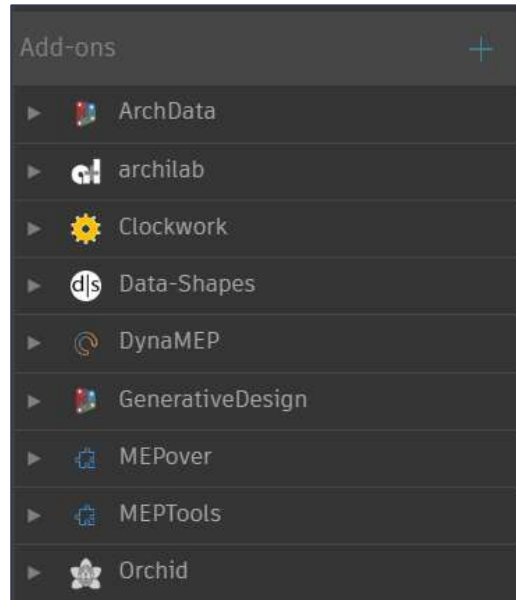 Add-ons
ArchData
archilab
Clockwork
d|s Data-Shapes
DynaMEP
GenerativeDesign
MEPover
MEPTools
Orchid